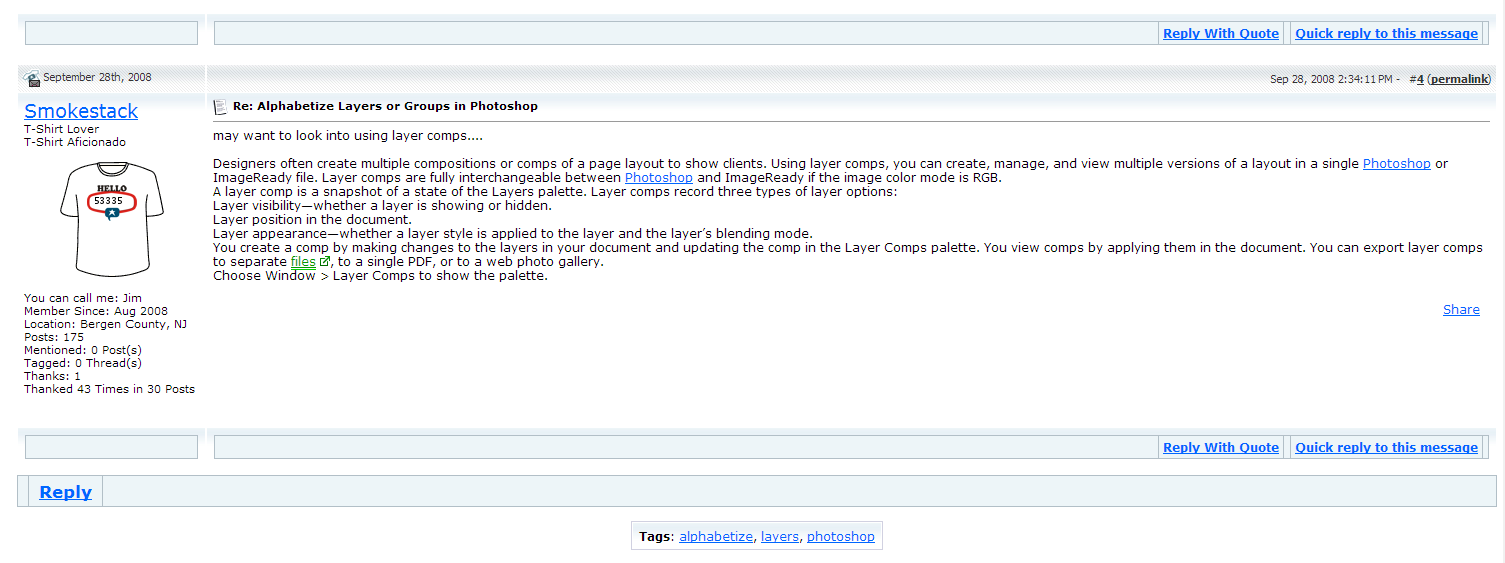 Reply With Quote Quick reply to this message
September 28th, 2008 Sep 28, 2008 2:34:11 PM - #4 (permalink)
Smokestack
T-Shirt Lover
T-Shirt Aficionado
HELLO
53335
You can call me: Jim
Member Since: Aug 2008
Location: Bergen County, NJ
Posts: 175
Mentioned: 0 Post(s)
Tagged: 0 Thread(s)
Thanks: 1
Thanked 43 Times in 30 Posts
Re: Alphabetize Layers or Groups in Photoshop
may want to look into using layer comps....
Designers often create multiple compositions or comps of a page layout to show clients. Using layer comps, you can create, manage, and view multiple versions of a layout in a single Photoshop or
ImageReady file. Layer comps are fully interchangeable between Photoshop and ImageReady if the image color mode is RGB.
A layer comp is a snapshot of a state of the Layers palette. Layer comps record three types of layer options:
Layer visibility—whether a layer is showing or hidden.
Layer position in the document.
Layer appearance—whether a layer style is applied to the layer and the layer´s blending mode.
You create a comp by making changes to the layers in your document and updating the comp in the Layer Comps palette. You view comps by applying them in the document. You can export layer comps
to separate files, to a single PDF, or to a web photo gallery.
Choose Window > Layer Comps to show the palette.
Share
Reply With Quote Quick reply to this message
Reply
Tags: alphabetize, layers, photoshop